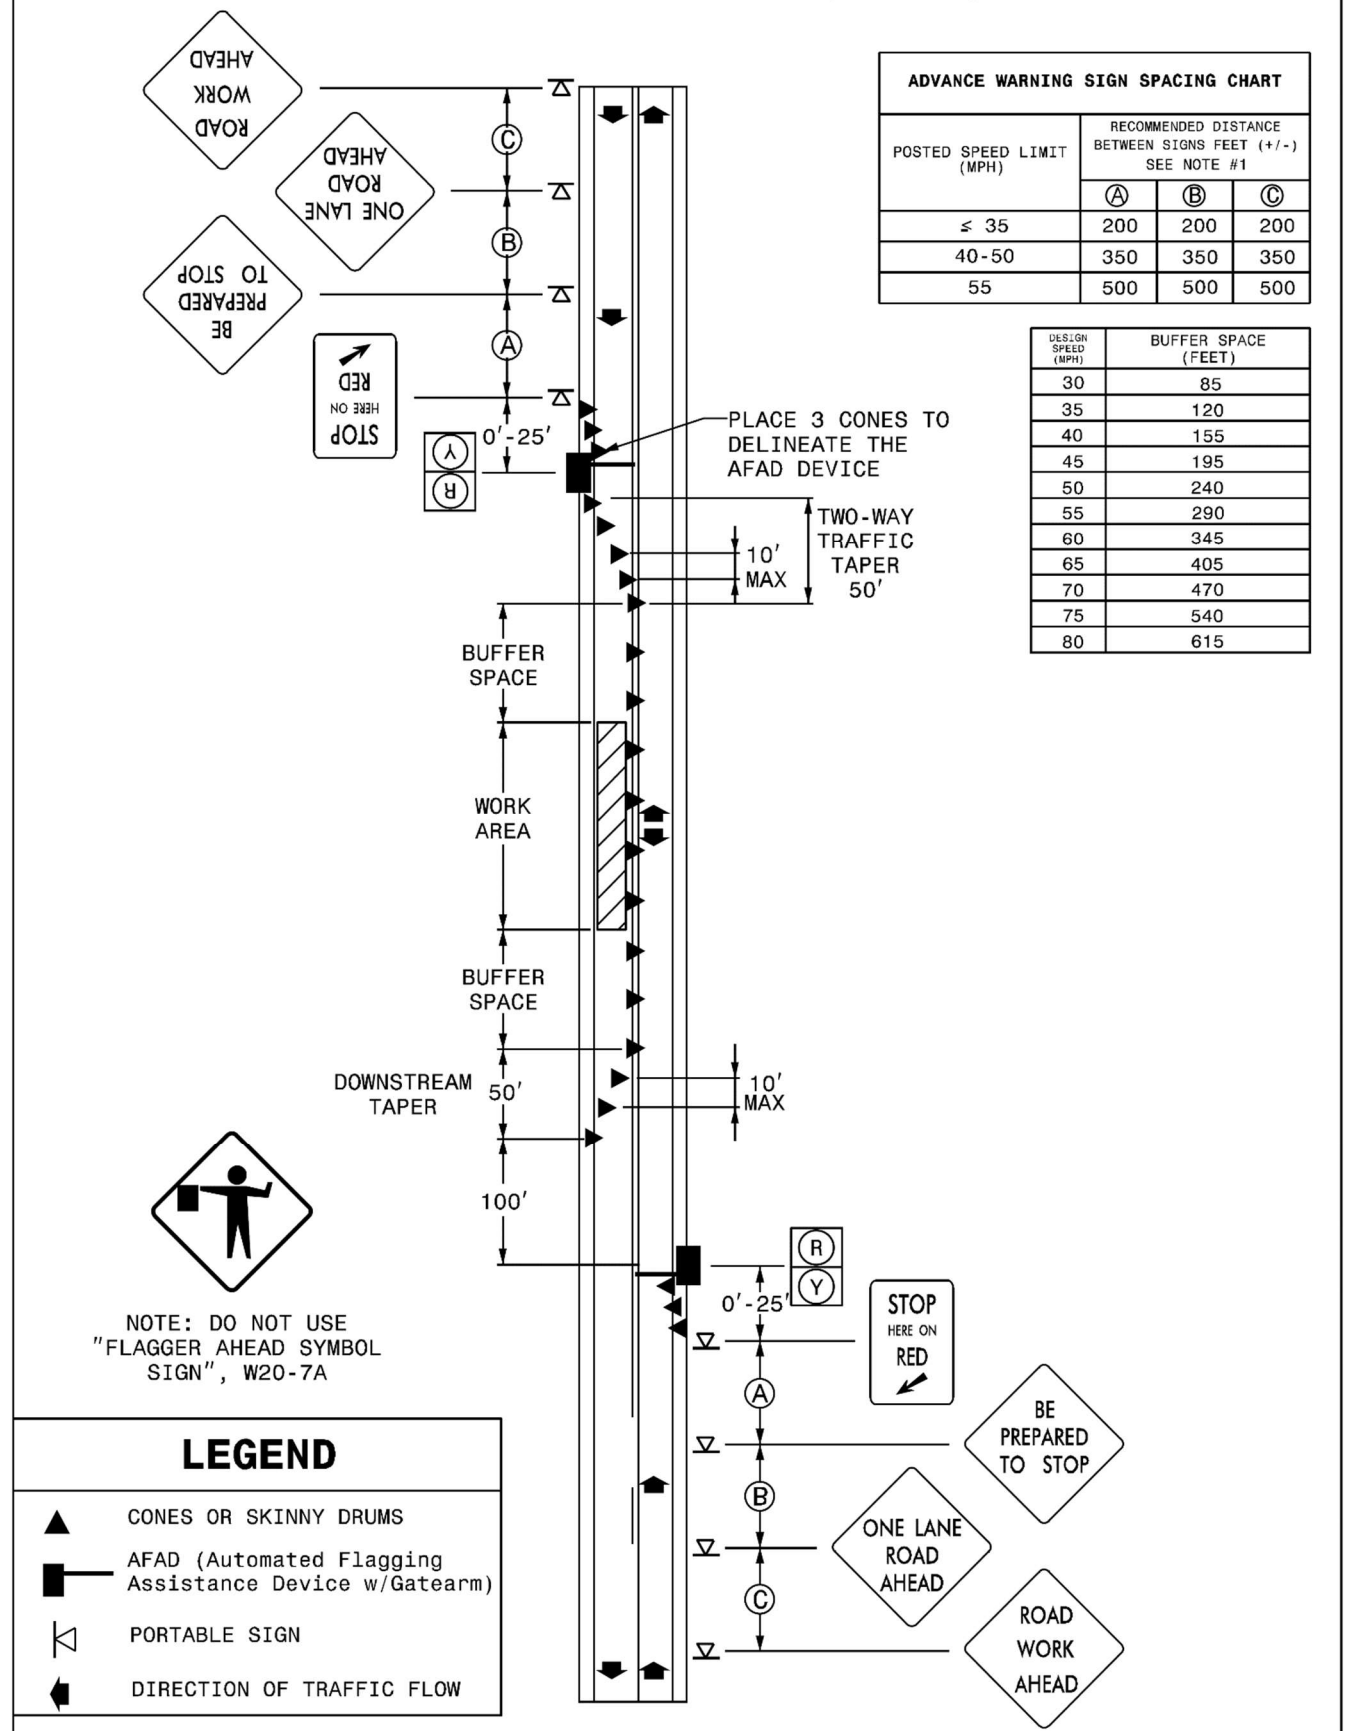 AHEAD
WORK
ROAD
AHEAD
ROAD
ONE LANE
TO STOP
PREPARED
BE
RED
HERE ON
STOP
Y
R
C
B
A
0'-25'
ADVANCE WARNING SIGN SPACING CHART
POSTED SPEED LIMIT
(MPH)
RECOMMENDED DISTANCE
BETWEEN SIGNS FEET (+/-)
SEE NOTE #1
A B C
≤ 35 200 200 200
40-50 350 350 350
55 500 500 500
DESIGN
SPEED
(MPH)
BUFFER SPACE
(FEET)
30 85
35 120
40 155
45 195
50 240
55 290
60 345
65 405
70 470
75 540
80 615
PLACE 3 CONES TO
DELINEATE THE
AFAD DEVICE
TWO-WAY
TRAFFIC
TAPER
50'
10'
MAX
BUFFER
SPACE
WORK
AREA
BUFFER
SPACE
DOWNSTREAM
TAPER
50'
10'
MAX
100'
R
Y
0'-25'
STOP
HERE ON
RED
A
B
C
BE
PREPARED
TO STOP
ONE LANE
ROAD
AHEAD
ROAD
WORK
AHEAD
NOTE: DO NOT USE
"FLAGGER AHEAD SYMBOL
SIGN", W20-7A
LEGEND
CONES OR SKINNY DRUMS
AFAD (Automated Flagging
Assistance Device w/Gatearm)
PORTABLE SIGN
DIRECTION OF TRAFFIC FLOW